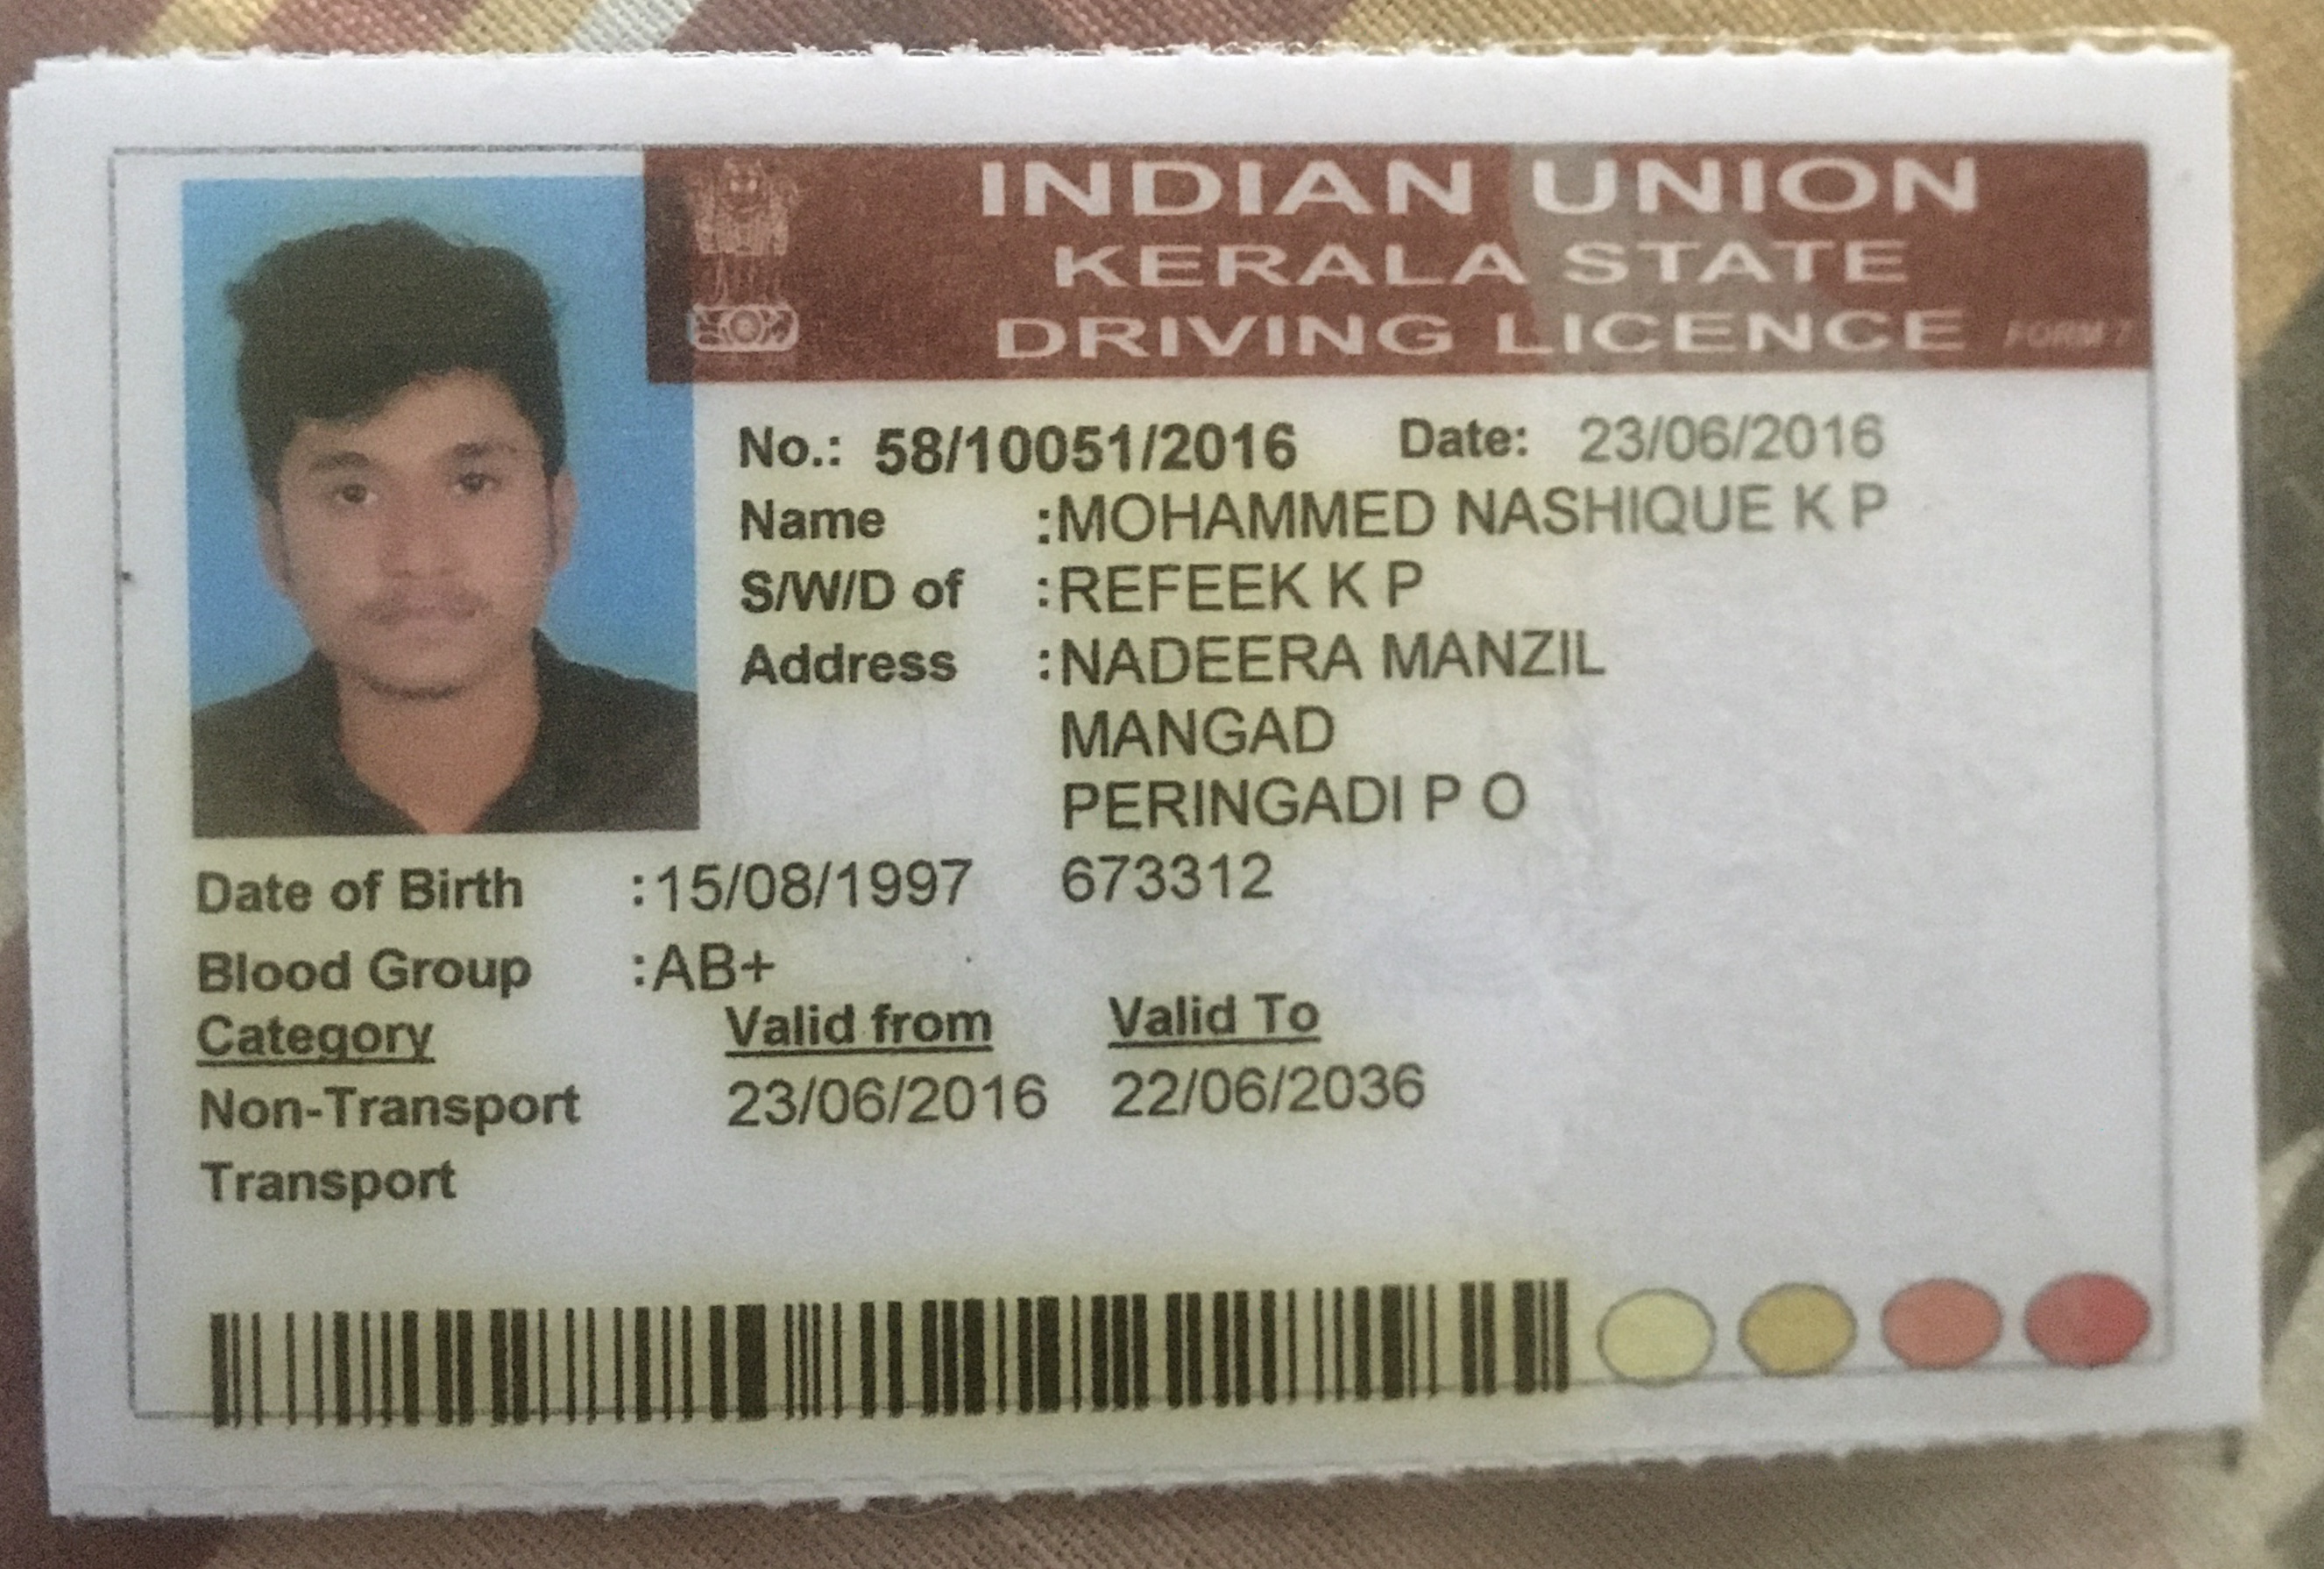 INDIAN UNION
KERALA STATE
DRIVING LICENCE FORM 7
No.: 58/10051/2016 Date: 23/06/2016
Name :MOHAMMED NASHIQUE K P
S/W/D of :REFEEK K P
Address :NADEERA MANZIL
MANGAD
PERINGADI P O
Date of Birth :15/08/1997 673312
Blood Group :AB+
Category Valid from Valid To
Non-Transport 23/06/2016 22/06/2036
Transport